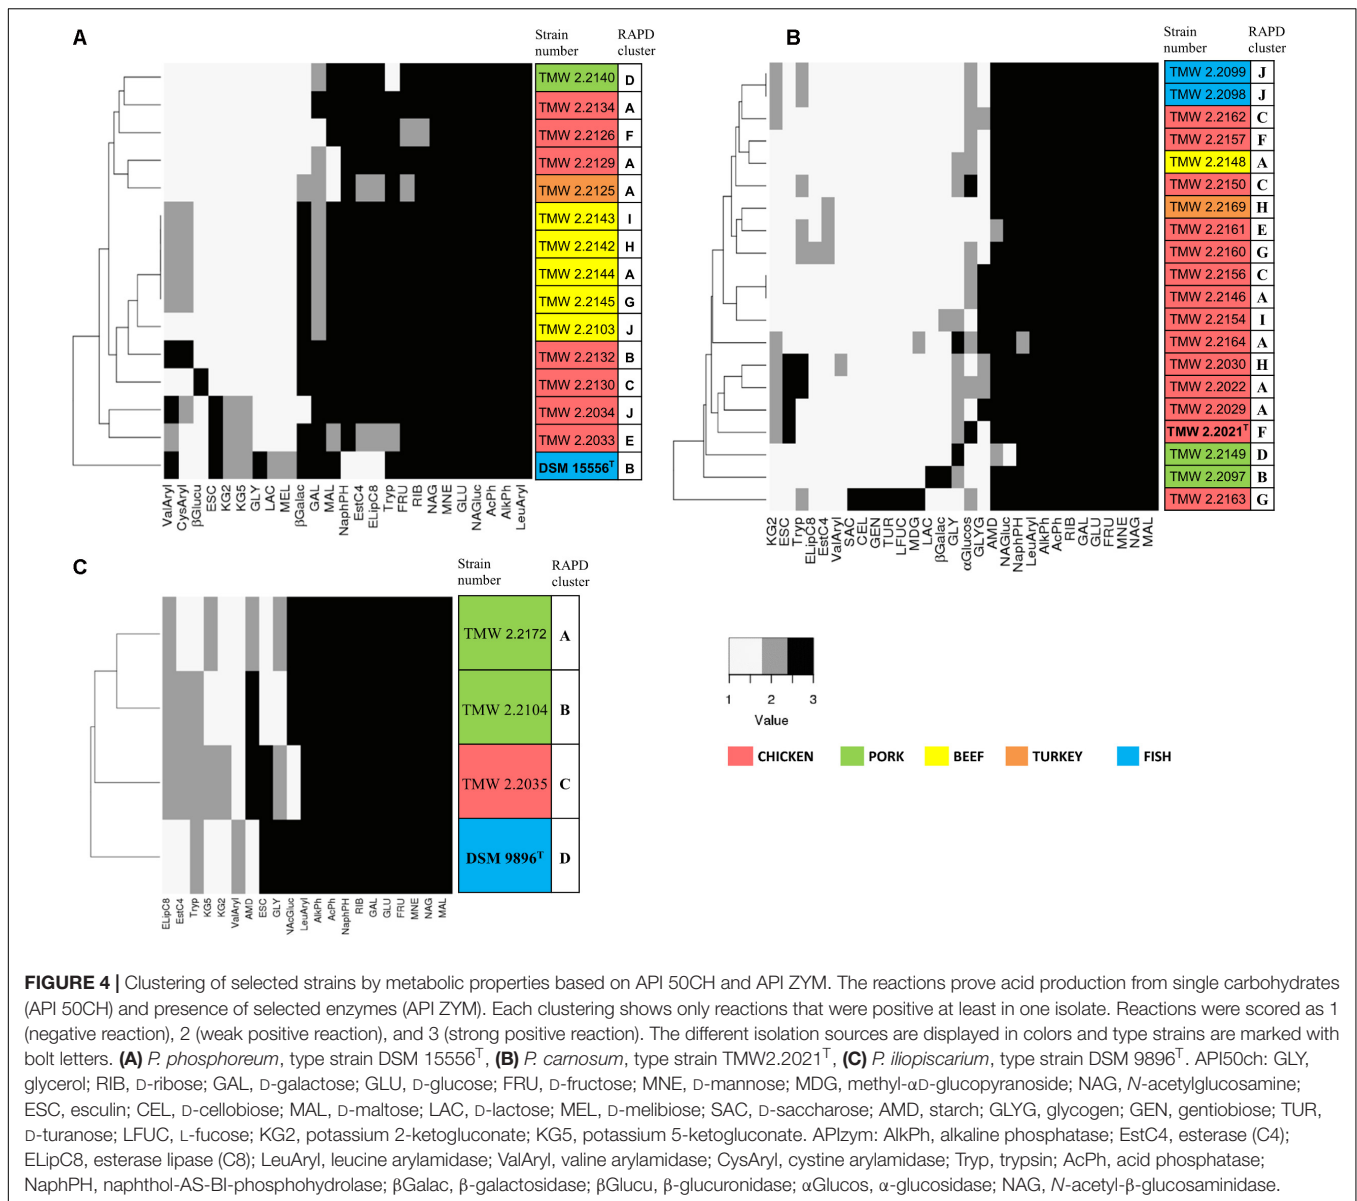 A
Strain number
RAPD cluster
TMW 2.2140 D
TMW 2.2134 A
TMW 2.2126 F
TMW 2.2129 A
TMW 2.2125 A
TMW 2.2143 I
TMW 2.2142 H
TMW 2.2144 A
TMW 2.2145 G
TMW 2.2103 J
TMW 2.2132 B
TMW 2.2130 C
TMW 2.2034 J
TMW 2.2033 E
DSM 15556ᵀ B
ValAryl
CysAryl
βGlucu
ESC
KG2
KG5
GLY
LAC
MEL
βGalac
GAL
MAL
NaphPH
EstC4
ELipC8
Tryp
FRU
RIB
NAG
MNE
GLU
NAGluc
AcPh
AlkPh
LeuAryl
B
Strain number
RAPD cluster
TMW 2.2099 J
TMW 2.2098 J
TMW 2.2162 C
TMW 2.2157 F
TMW 2.2148 A
TMW 2.2150 C
TMW 2.2169 H
TMW 2.2161 E
TMW 2.2160 G
TMW 2.2156 C
TMW 2.2146 A
TMW 2.2154 I
TMW 2.2164 A
TMW 2.2030 H
TMW 2.2022 A
TMW 2.2029 A
TMW 2.2021ᵀ F
TMW 2.2149 D
TMW 2.2097 B
TMW 2.2163 G
KG2
ESC
Tryp
ELipC8
EstC4
ValAryl
SAC
CEL
GEN
TUR
LFUC
MDG
LAC
βGalac
GLY
αGlucos
GLYG
AMD
NAGluc
NaphPH
LeuAryl
AlkPh
AcPh
RIB
GAL
GLU
FRU
MNE
NAG
MAL
C
Strain number
RAPD cluster
TMW 2.2172 A
TMW 2.2104 B
TMW 2.2035 C
DSM 9896ᵀ D
ELipC8
EstC4
Tryp
KG5
KG2
ValAryl
AMD
ESC
GLY
NAcGluc
LeuAryl
AlkPh
AcPh
NaphPH
RIB
GAL
GLU
FRU
MNE
NAG
MAL
1 2 3
Value
CHICKEN PORK BEEF TURKEY FISH
FIGURE 4 | Clustering of selected strains by metabolic properties based on API 50CH and API ZYM. The reactions prove acid production from single carbohydrates
(API 50CH) and presence of selected enzymes (API ZYM). Each clustering shows only reactions that were positive at least in one isolate. Reactions were scored as 1
(negative reaction), 2 (weak positive reaction), and 3 (strong positive reaction). The different isolation sources are displayed in colors and type strains are marked with
bolt letters. (A) P. phosphoreum, type strain DSM 15556ᵀ, (B) P. carnosum, type strain TMW2.2021ᵀ, (C) P. iliopiscarium, type strain DSM 9896ᵀ. API50ch: GLY,
glycerol; RIB, D-ribose; GAL, D-galactose; GLU, D-glucose; FRU, D-fructose; MNE, D-mannose; MDG, methyl-αD-glucopyranoside; NAG, N-acetylglucosamine;
ESC, esculin; CEL, D-cellobiose; MAL, D-maltose; LAC, D-lactose; MEL, D-melibiose; SAC, D-saccharose; AMD, starch; GLYG, glycogen; GEN, gentiobiose; TUR,
D-turanose; LFUC, L-fucose; KG2, potassium 2-ketogluconate; KG5, potassium 5-ketogluconate. APIzym: AlkPh, alkaline phosphatase; EstC4, esterase (C4);
ELipC8, esterase lipase (C8); LeuAryl, leucine arylamidase; ValAryl, valine arylamidase; CysAryl, cystine arylamidase; Tryp, trypsin; AcPh, acid phosphatase;
NaphPH, naphthol-AS-BI-phosphohydrolase; βGalac, β-galactosidase; βGlucu, β-glucuronidase; αGlucos, α-glucosidase; NAG, N-acetyl-β-glucosaminidase.